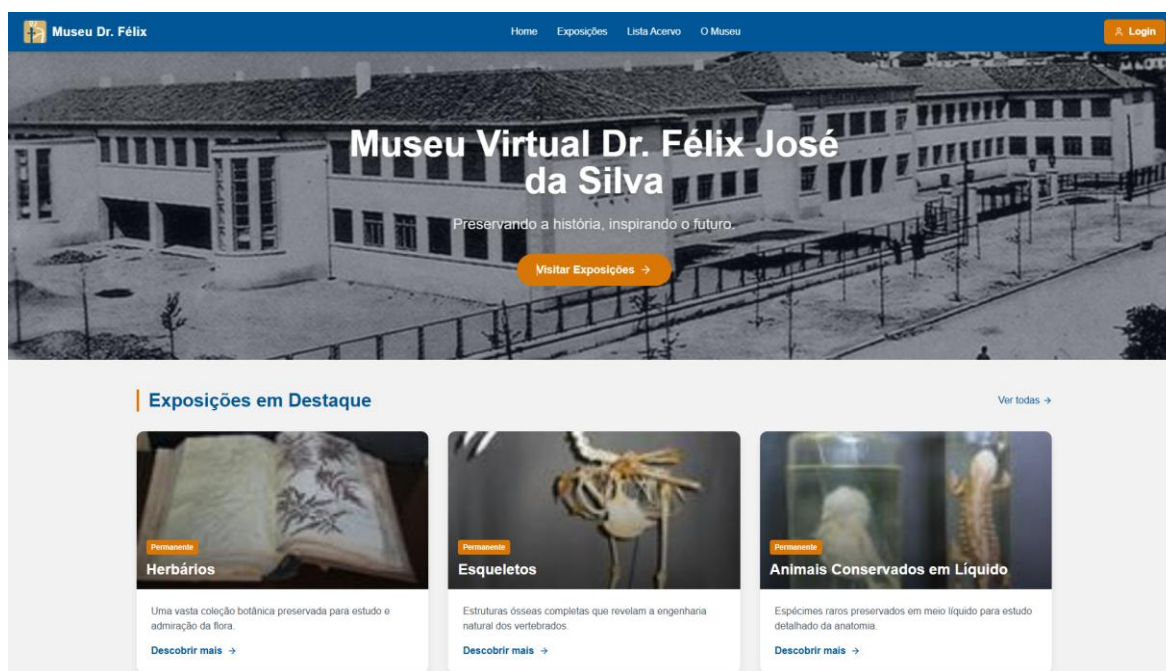 Museu Dr. Félix
Home Exposições Lista Acervo O Museu
Login
Museu Virtual Dr. Félix José
da Silva
Preservando a história, inspirando o futuro.
Visitar Exposições →
Exposições em Destaque
Ver todas →
Permanente
Herbários
Uma vasta coleção botânica preservada para estudo e
admiração da flora.
Descobrir mais →
Permanente
Esqueletos
Estruturas ósseas completas que revelam a engenharia
natural dos vertebrados.
Descobrir mais →
Permanente
Animais Conservados em Líquido
Espécimes raros preservados em meio líquido para estudo
detalhado da anatomia.
Descobrir mais →